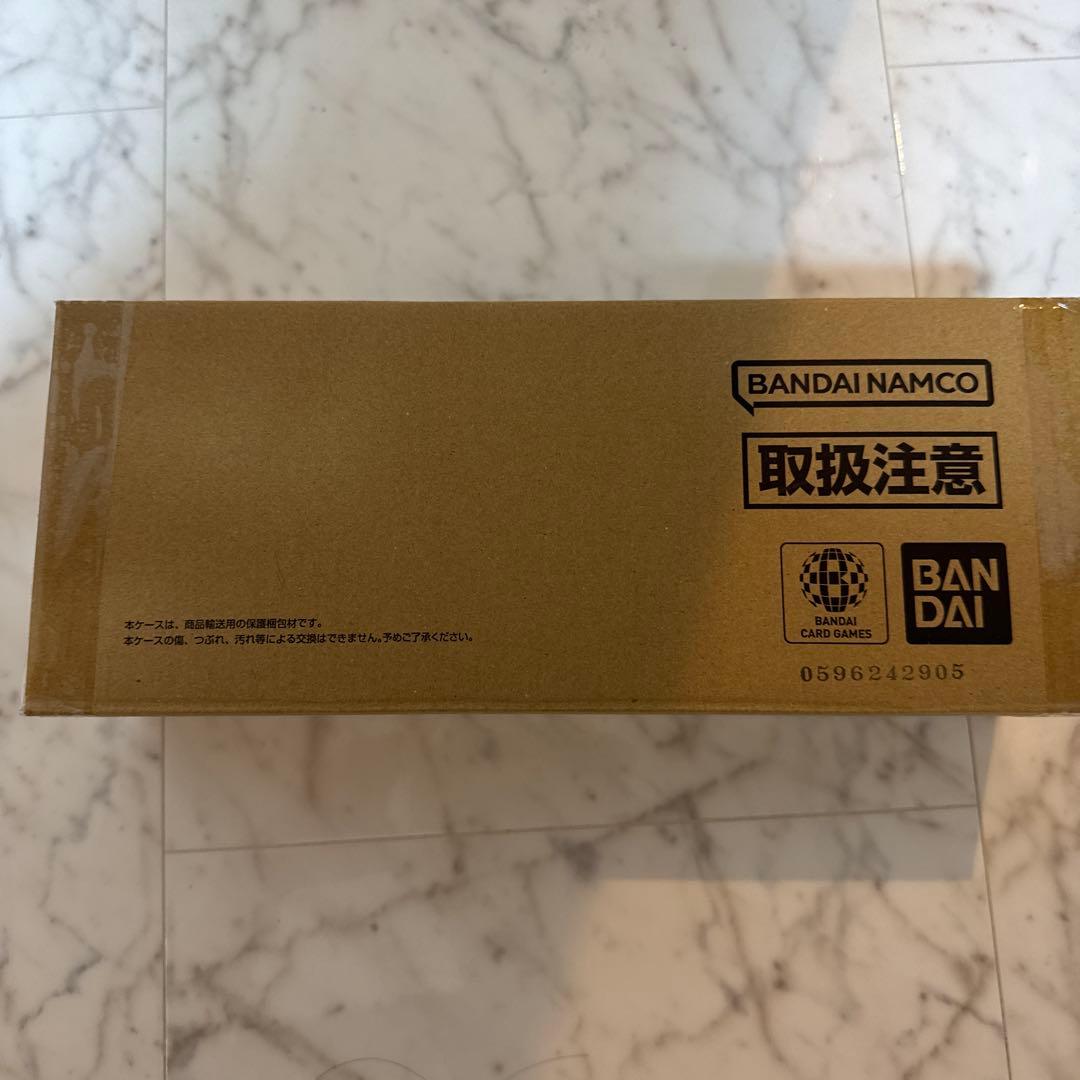 BANDAI NAMCO
取扱注意
BANDAI
CARD GAMES
BAN
DAI
本ケースは、商品輸送用の保護梱包材です。
本ケースの傷、つぶれ、汚れ等による交換はできません。予めご了承ください。
0596242905